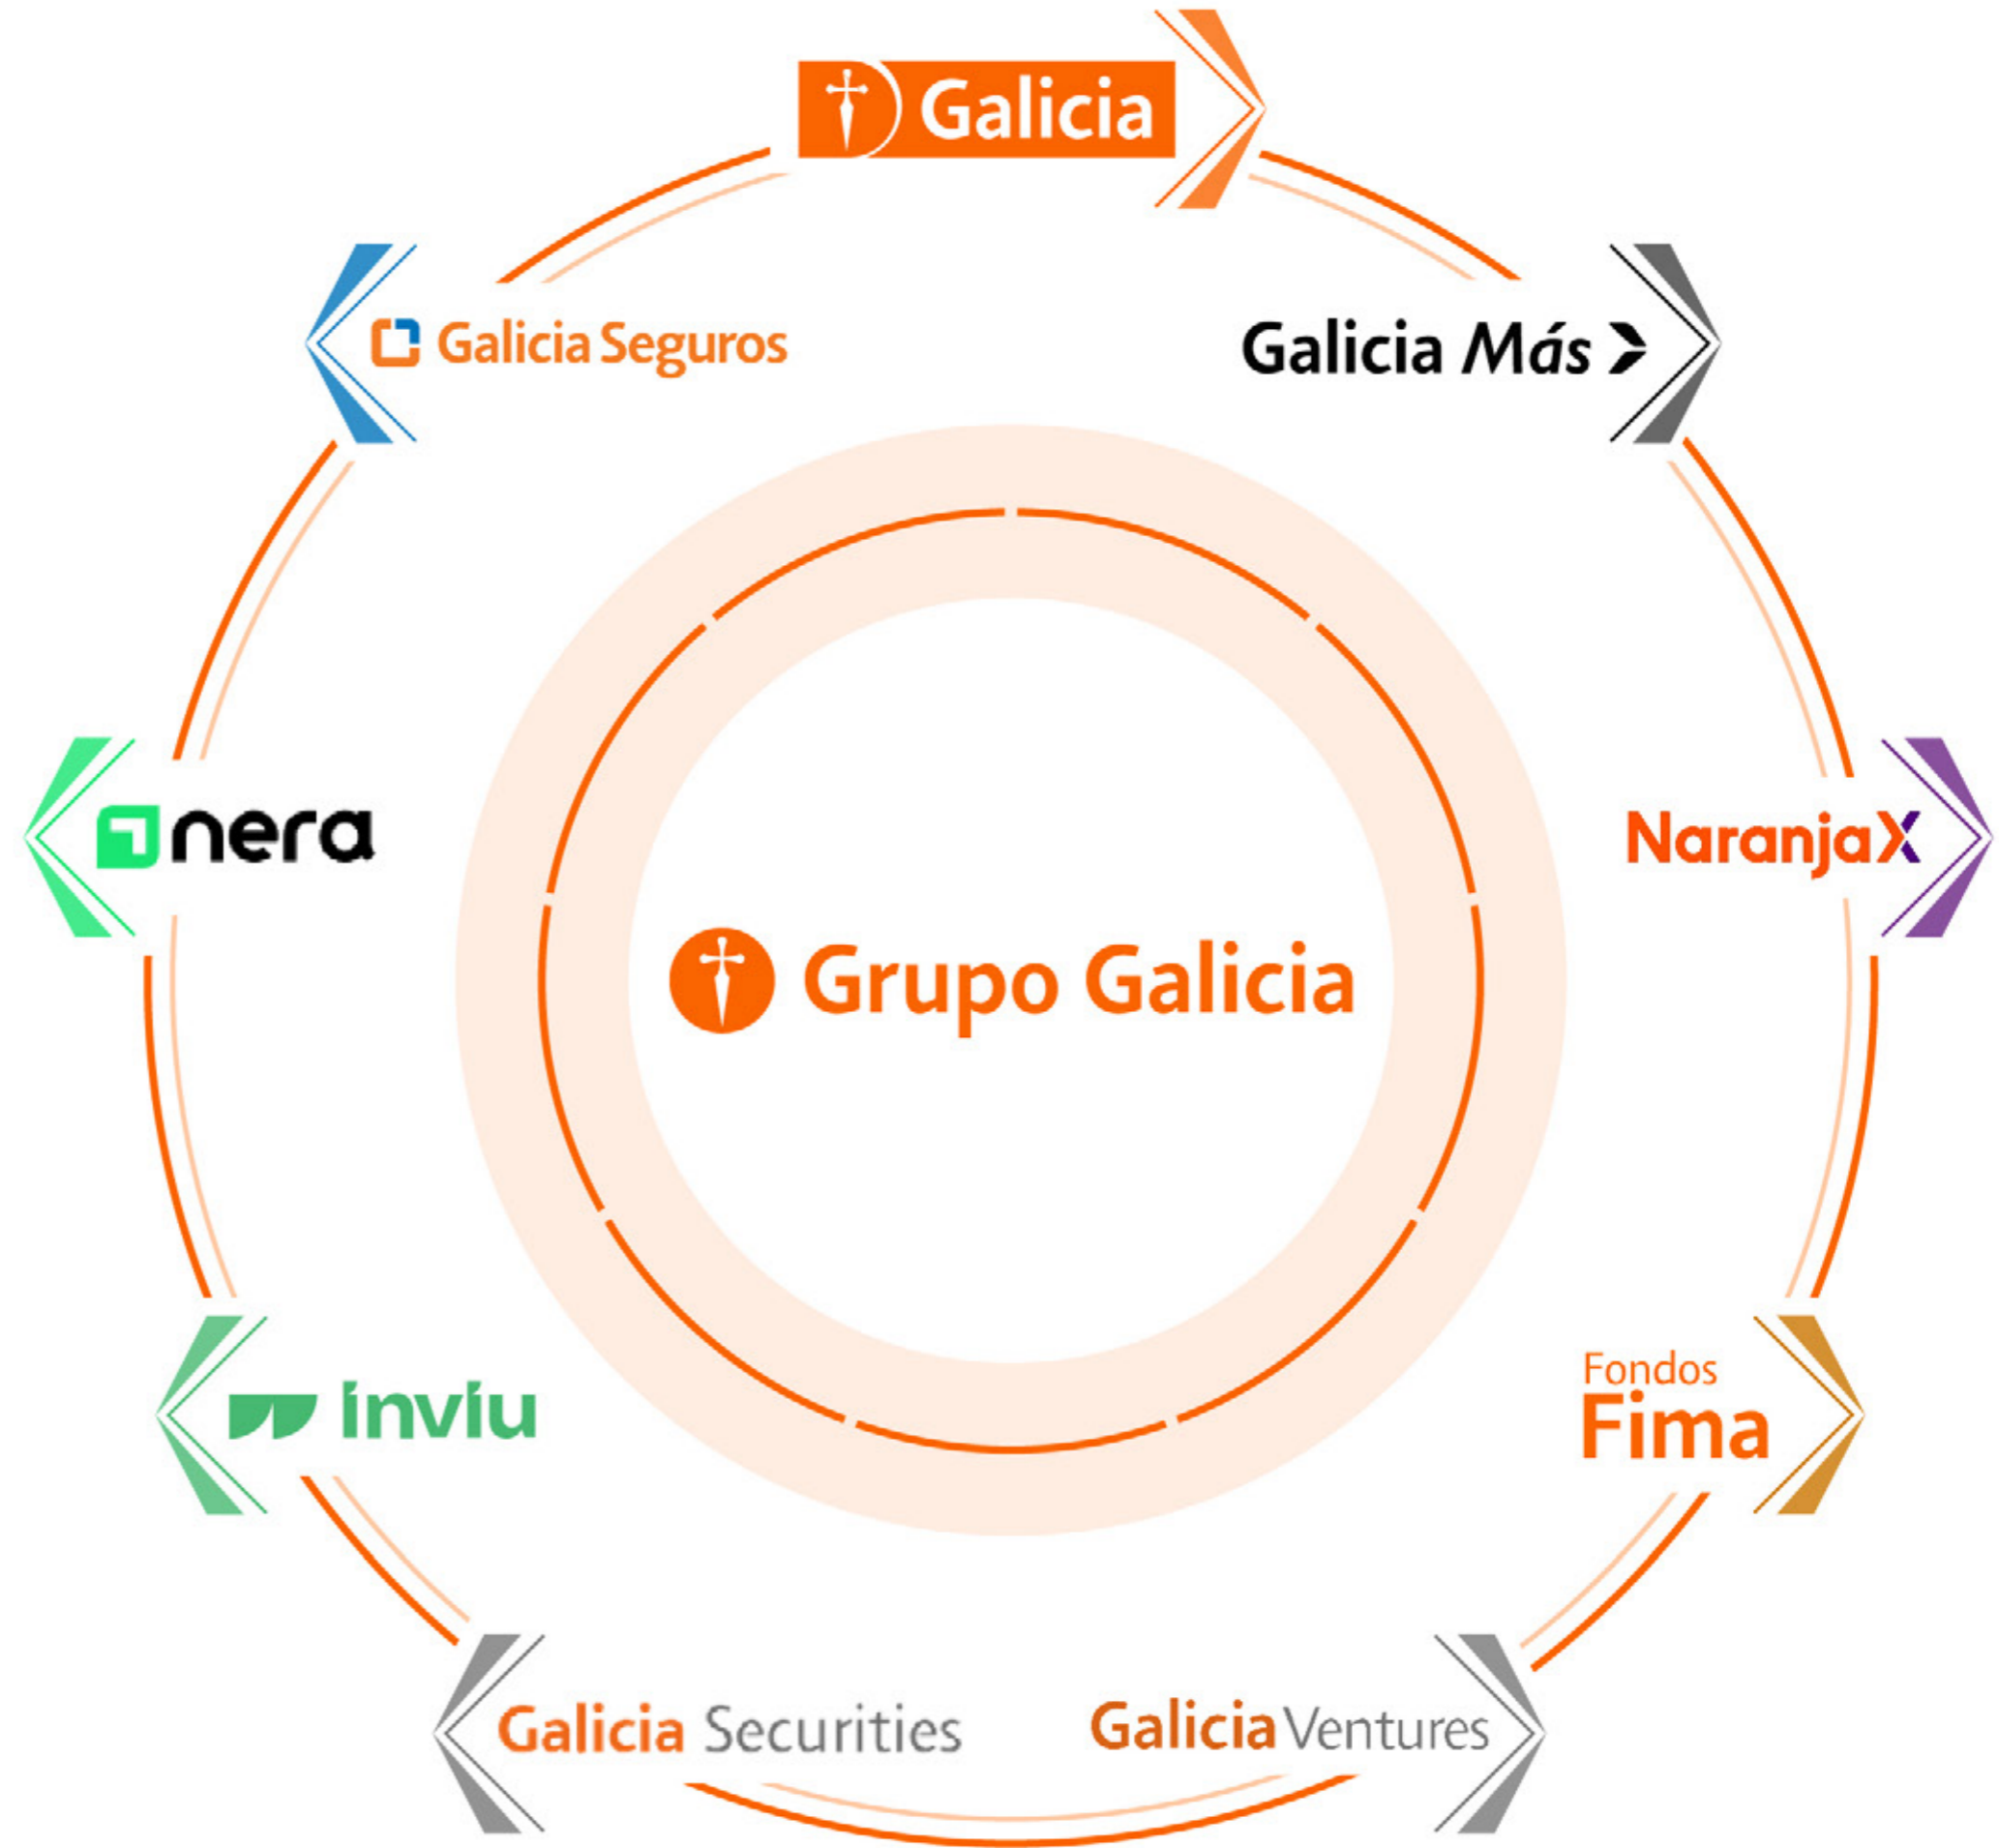 Galicia
Galicia Seguros
Galicia Más
nera
NaranjaX
Grupo Galicia
inviu
Fondos
Fima
Galicia Securities
Galicia Ventures